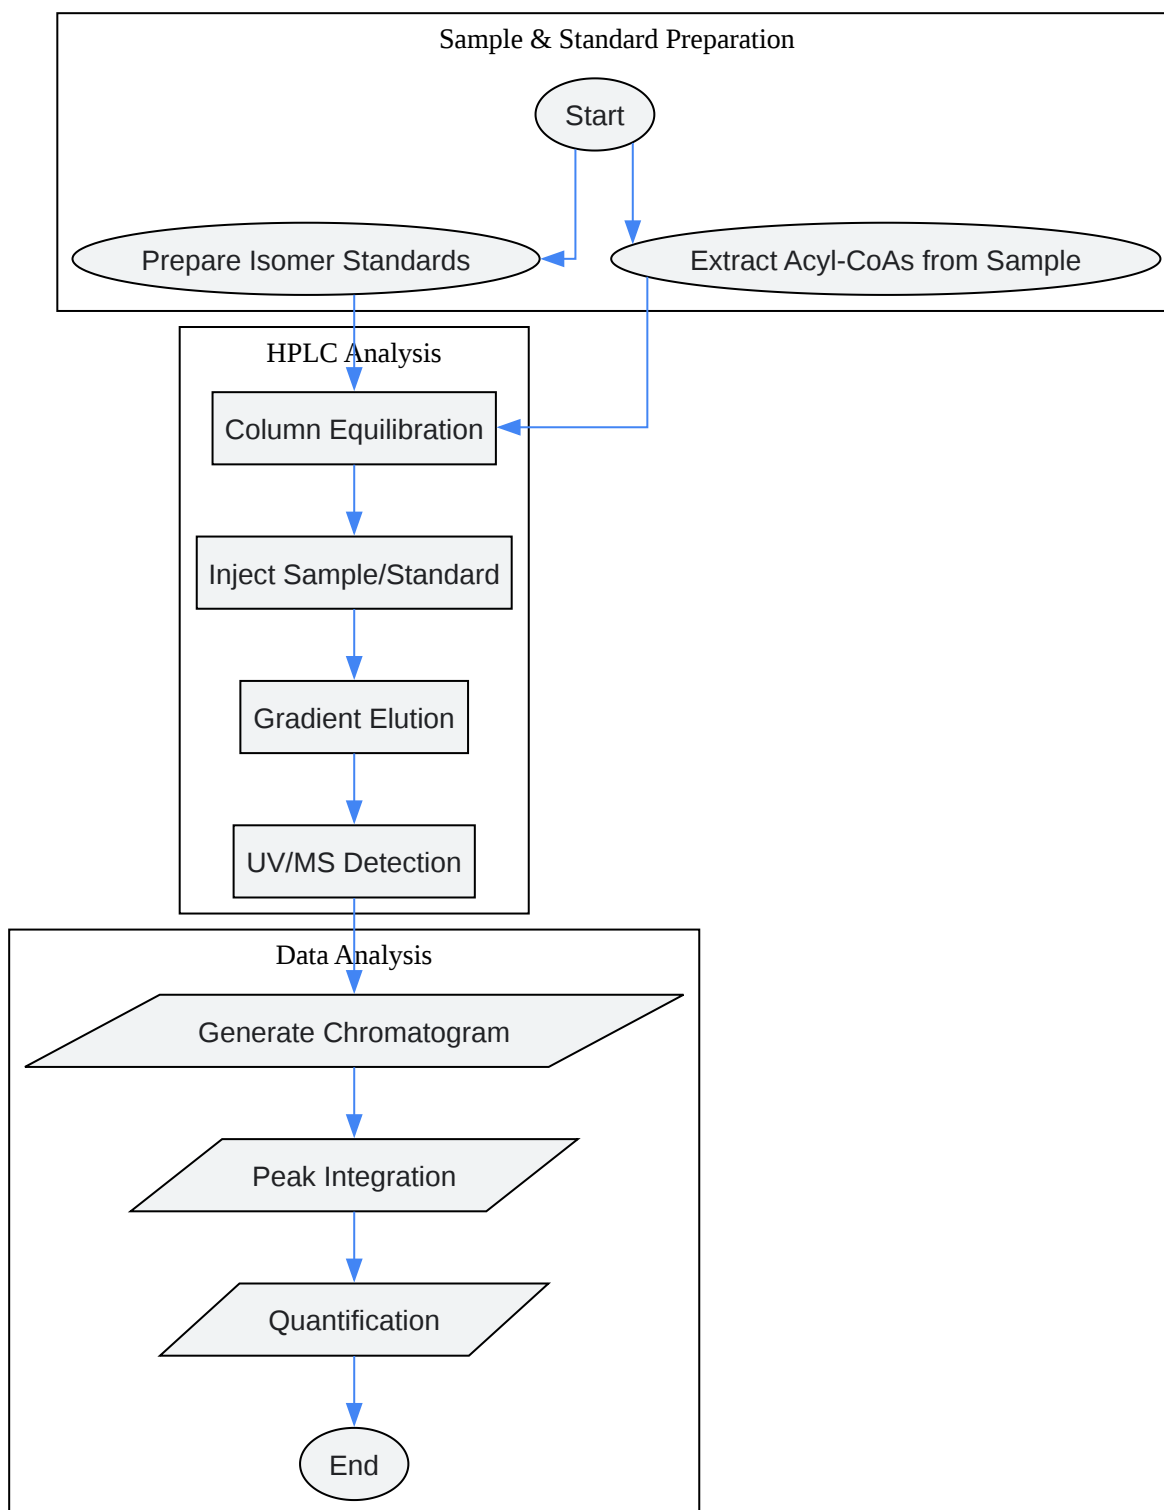 Sample & Standard Preparation
Start
Prepare Isomer Standards
Extract Acyl-CoAs from Sample
HPLC Analysis
Column Equilibration
Inject Sample/Standard
Gradient Elution
UV/MS Detection
Data Analysis
Generate Chromatogram
Peak Integration
Quantification
End